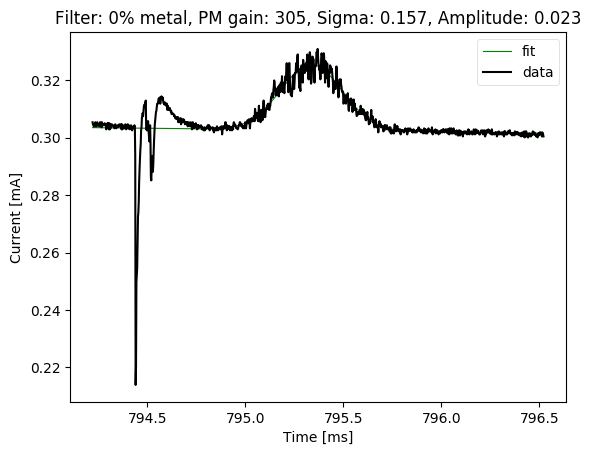 Filter: 0% metal, PM gain: 305, Sigma: 0.157, Amplitude: 0.023
fit
data
0.32
0.30
0.28
0.26
0.24
0.22
Current [mA]
794.5
795.0
795.5
796.0
796.5
Time [ms]